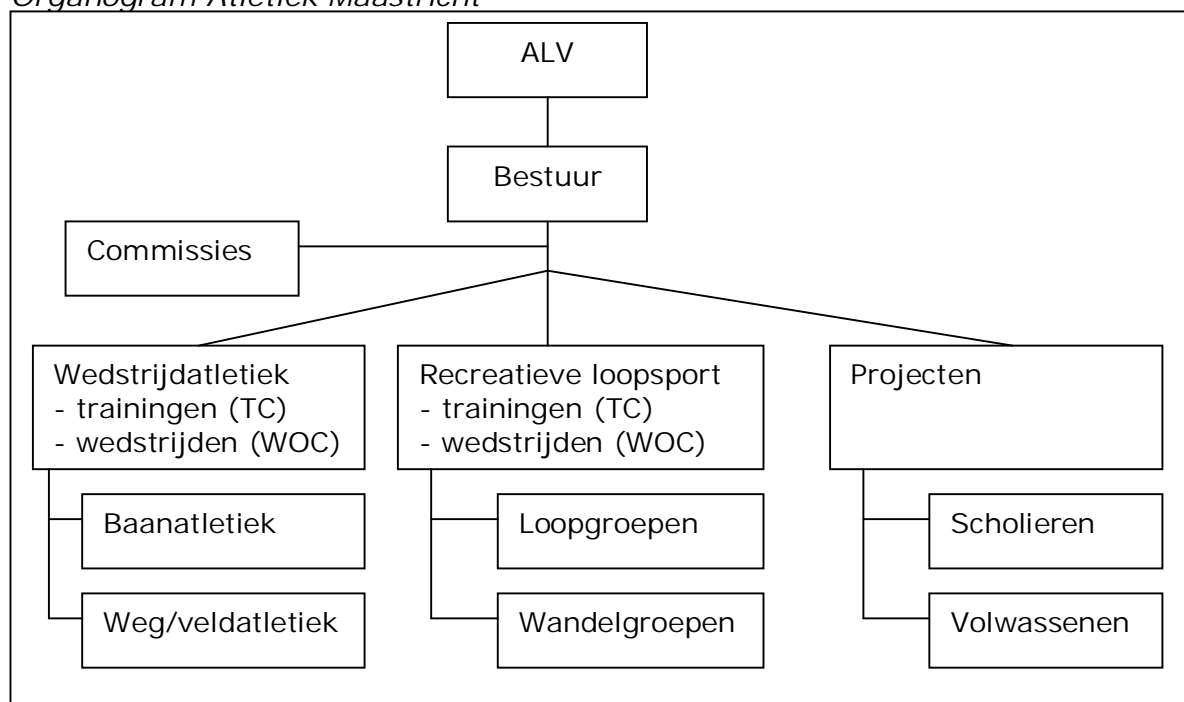 Organogram Atletiek Maastricht
ALV
Bestuur
Commissies
Wedstrijdatletiek
- trainingen (TC)
- wedstrijden (WOC)
Baanatletiek
Weg/veldatletiek
Recreatieve loopsport
- trainingen (TC)
- wedstrijden (WOC)
Loopgroepen
Wandelgroepen
Projecten
Scholieren
Volwassenen